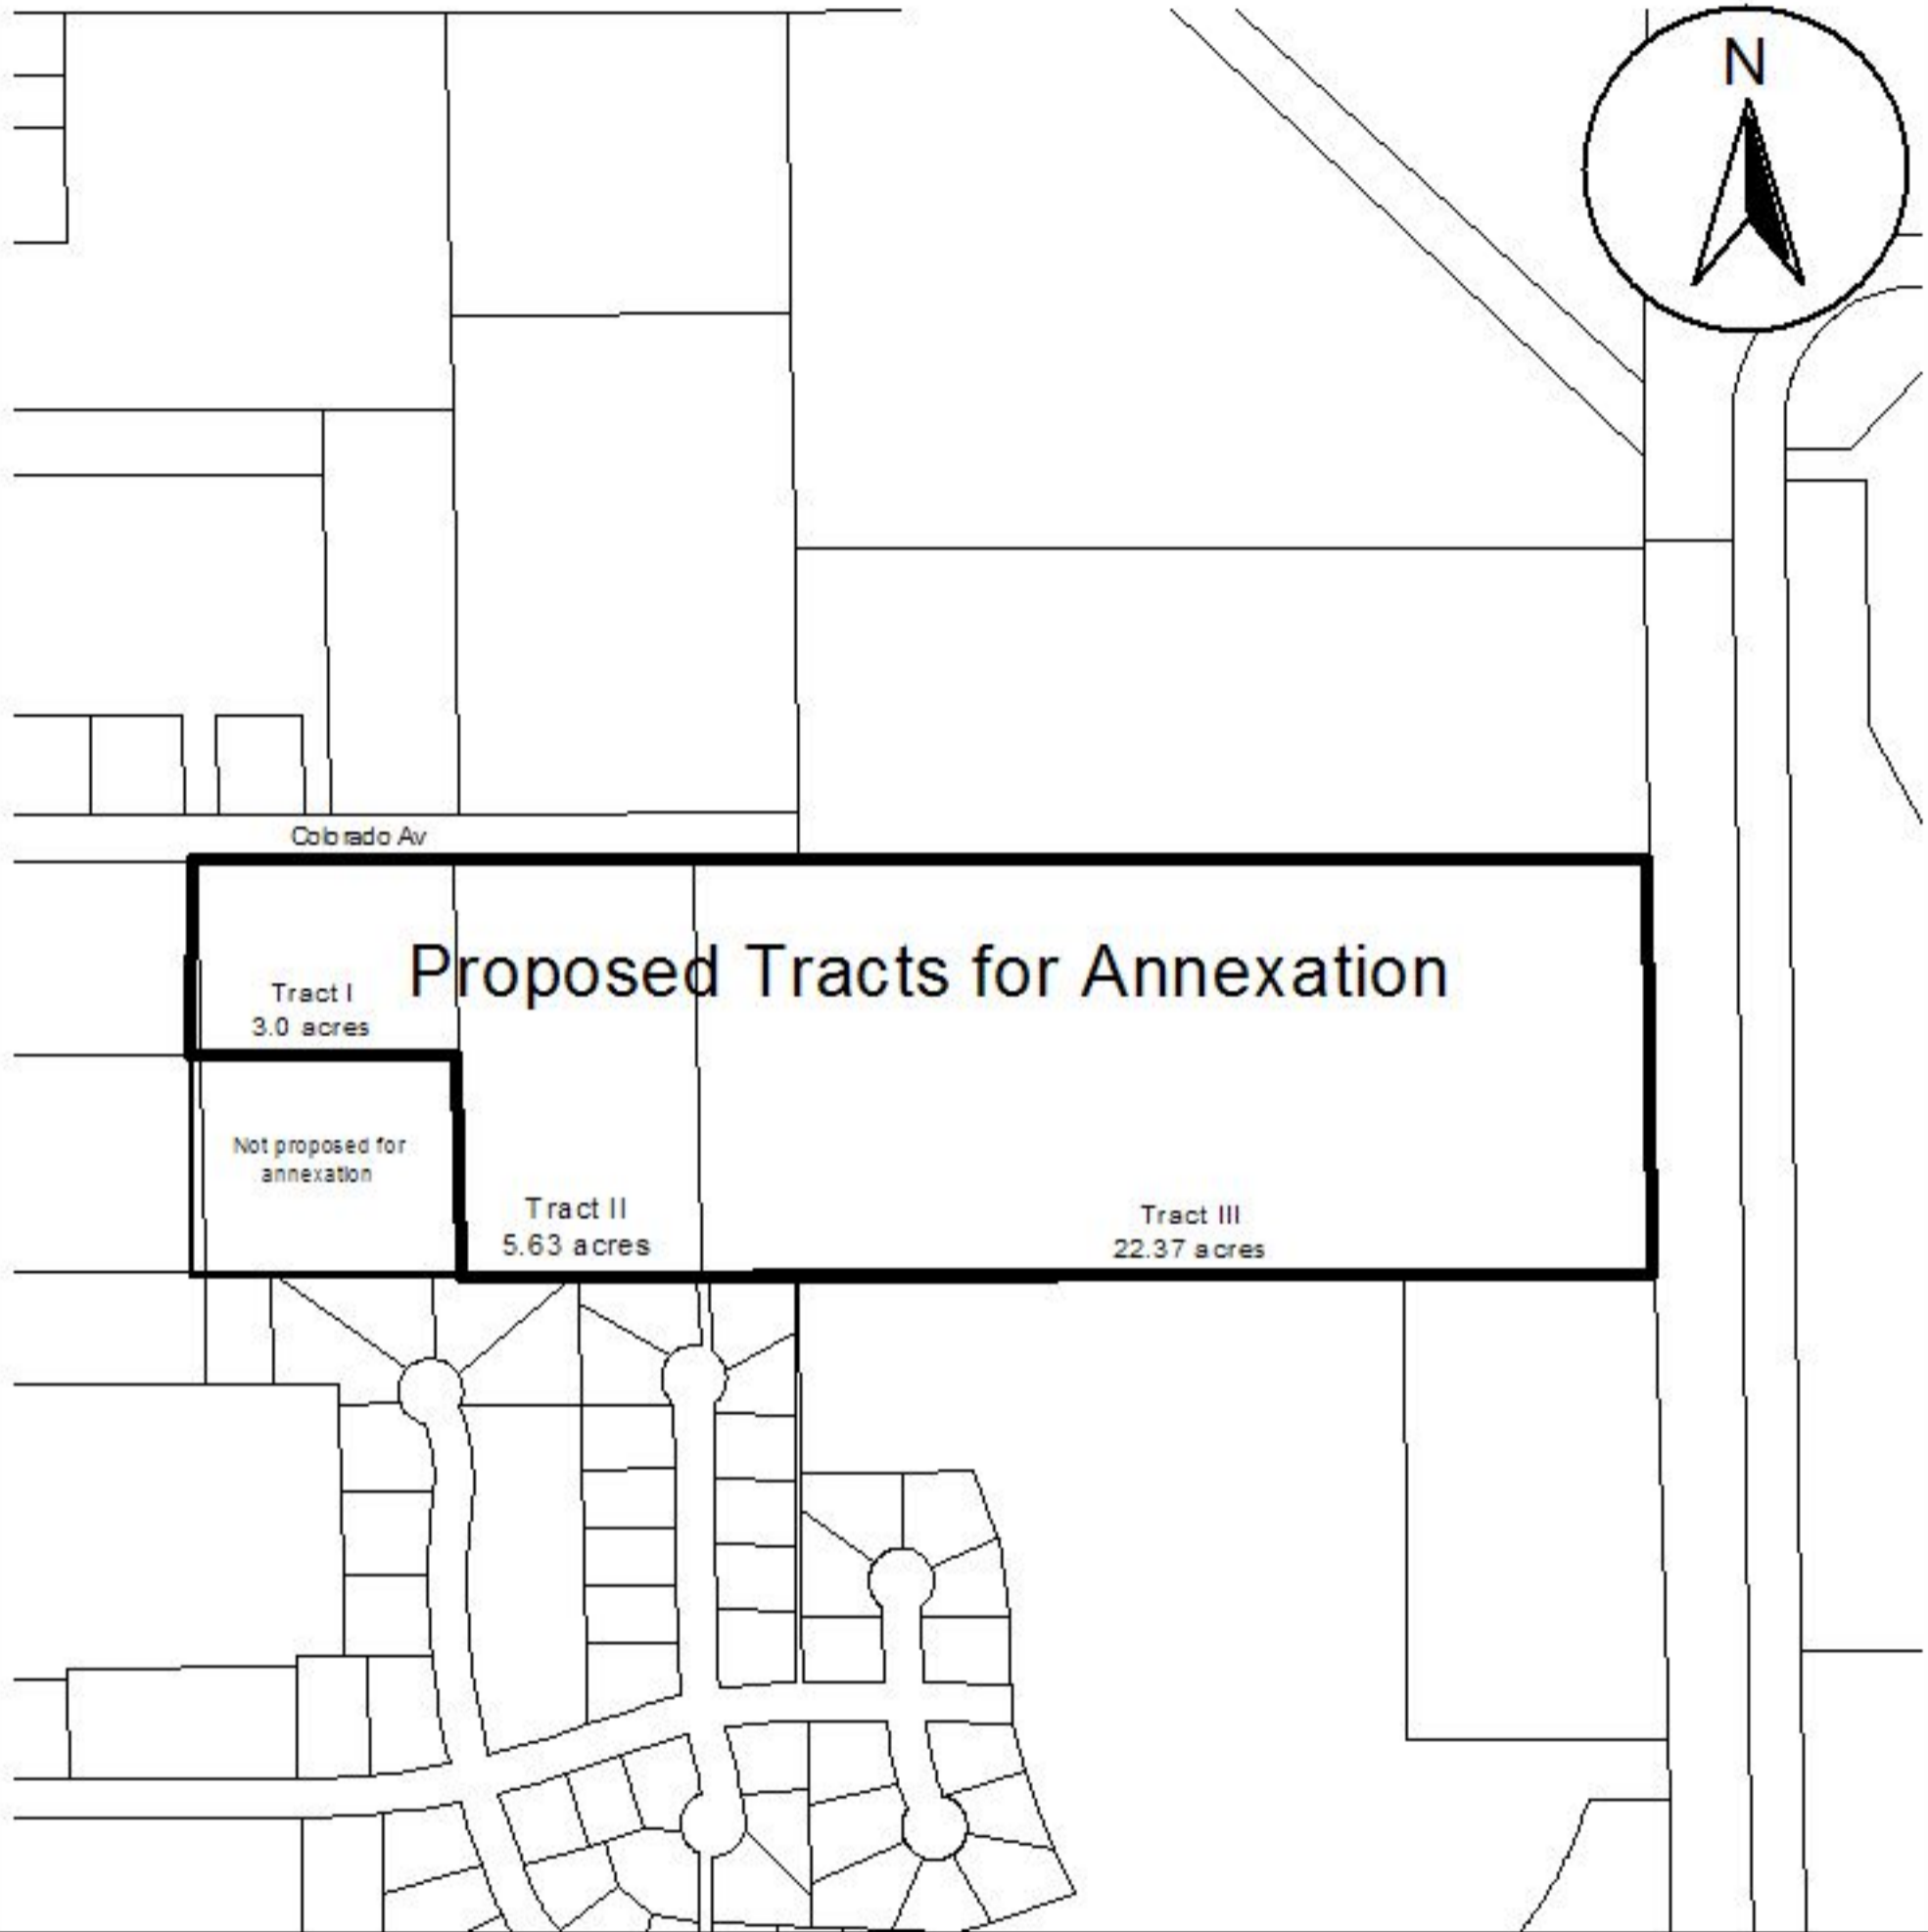 N
Colorado Av
Proposed Tracts for Annexation
Tract I
3.0 acres
Not proposed for
annexation
Tract II
5.63 acres
Tract III
22.37 acres